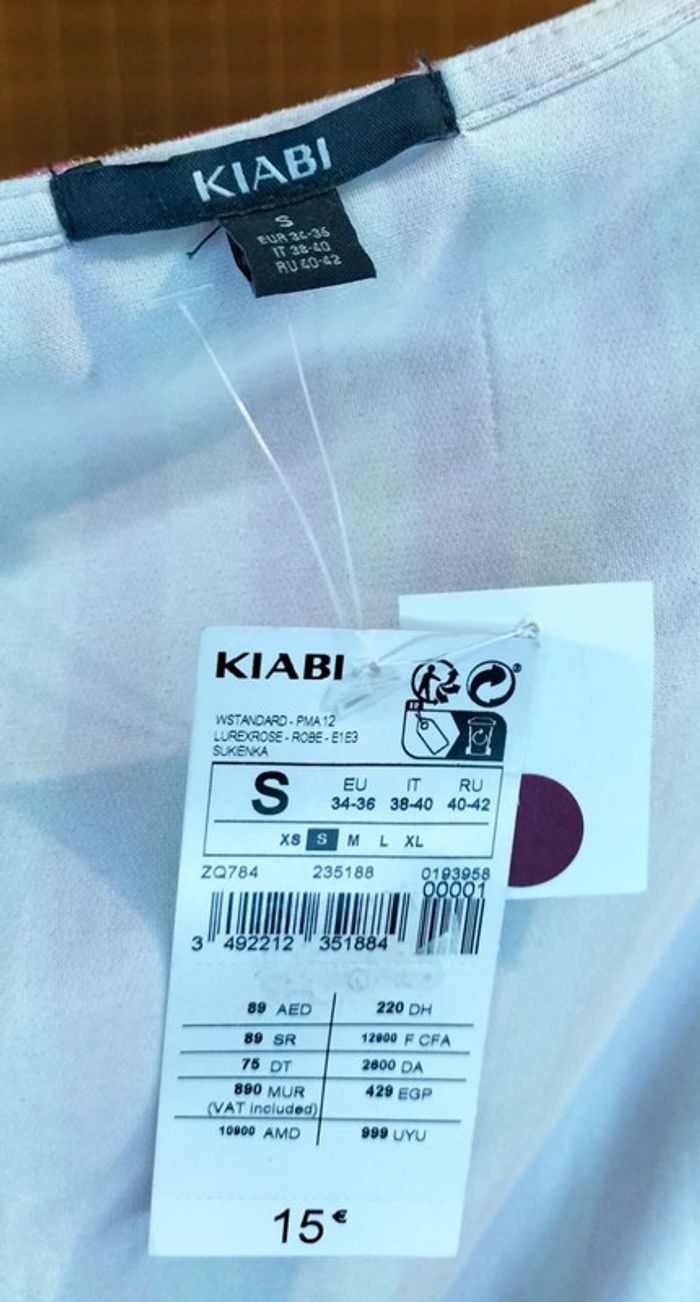 KIABI
S
EUR 34-36
IT 38-40
RU 40-42
KIABI
WSTANDARD - PMA 12
LUREXROSE - ROBE - E1E3
SUKIENKA
S EU IT RU
34-36 38-40 40-42
XS S M L XL
ZQ784 235188 0193958
00001
3 492212 351884
89 AED 220 DH
89 SR 12900 F CFA
75 DT 2600 DA
890 MUR 429 EGP
(VAT included)
10900 AMD 999 UYU
15 €